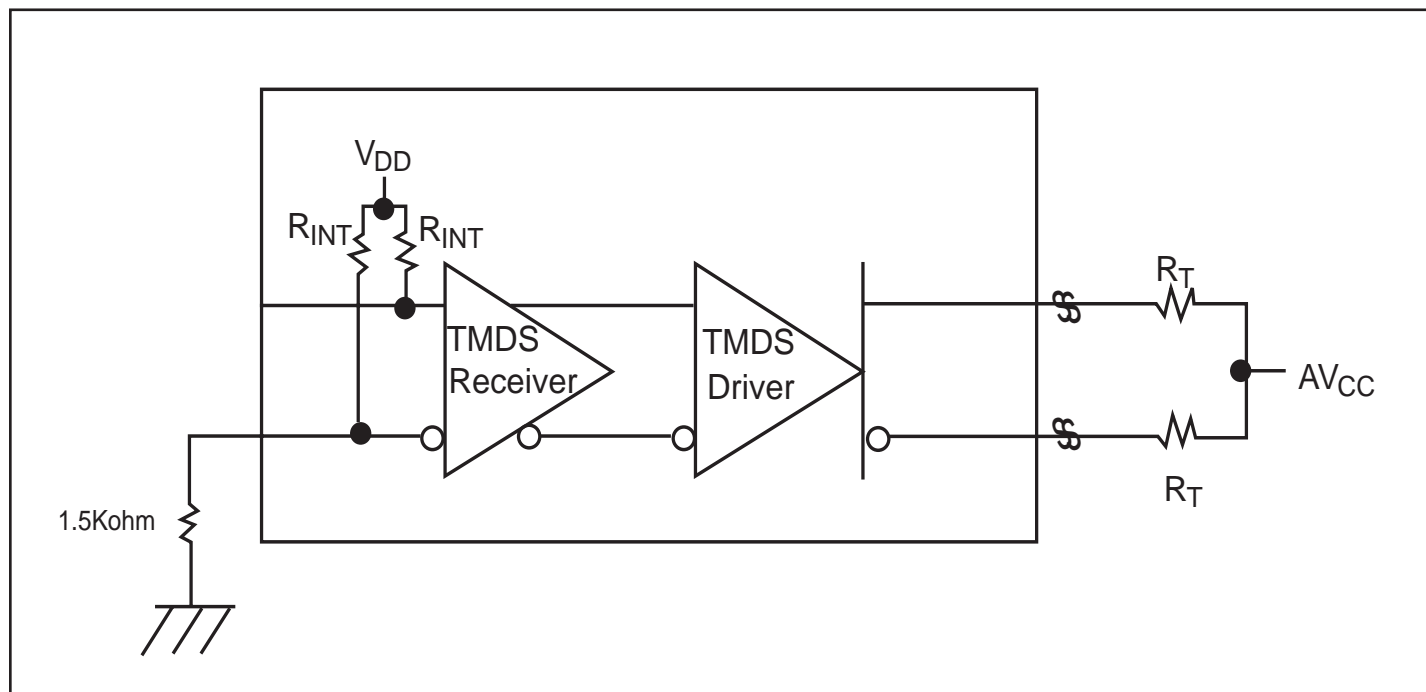 VDD
RINT
RINT
TMDS
Receiver
TMDS
Driver
RT
AVCC
RT
1.5Kohm